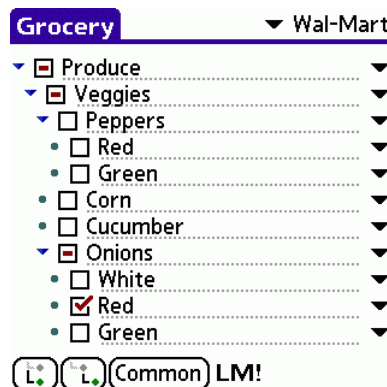 Grocery Wal-Mart
Produce
Veggies
Peppers
Red
Green
Corn
Cucumber
Onions
White
Red
Green
L. L. Common LM!